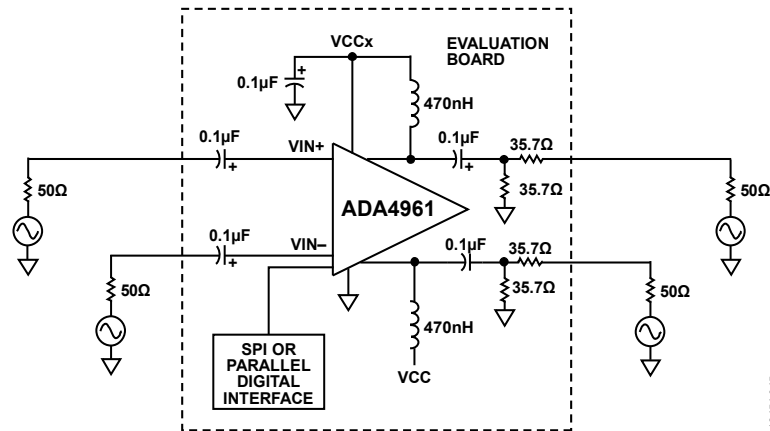 VCCx
EVALUATION
BOARD
0.1µF
+
470nH
0.1µF
+
VIN+
0.1µF
+
35.7Ω
50Ω
35.7Ω
50Ω
ADA4961
0.1µF
+
VIN–
0.1µF
35.7Ω
50Ω
35.7Ω
50Ω
470nH
SPI OR
PARALLEL
DIGITAL
INTERFACE
VCC